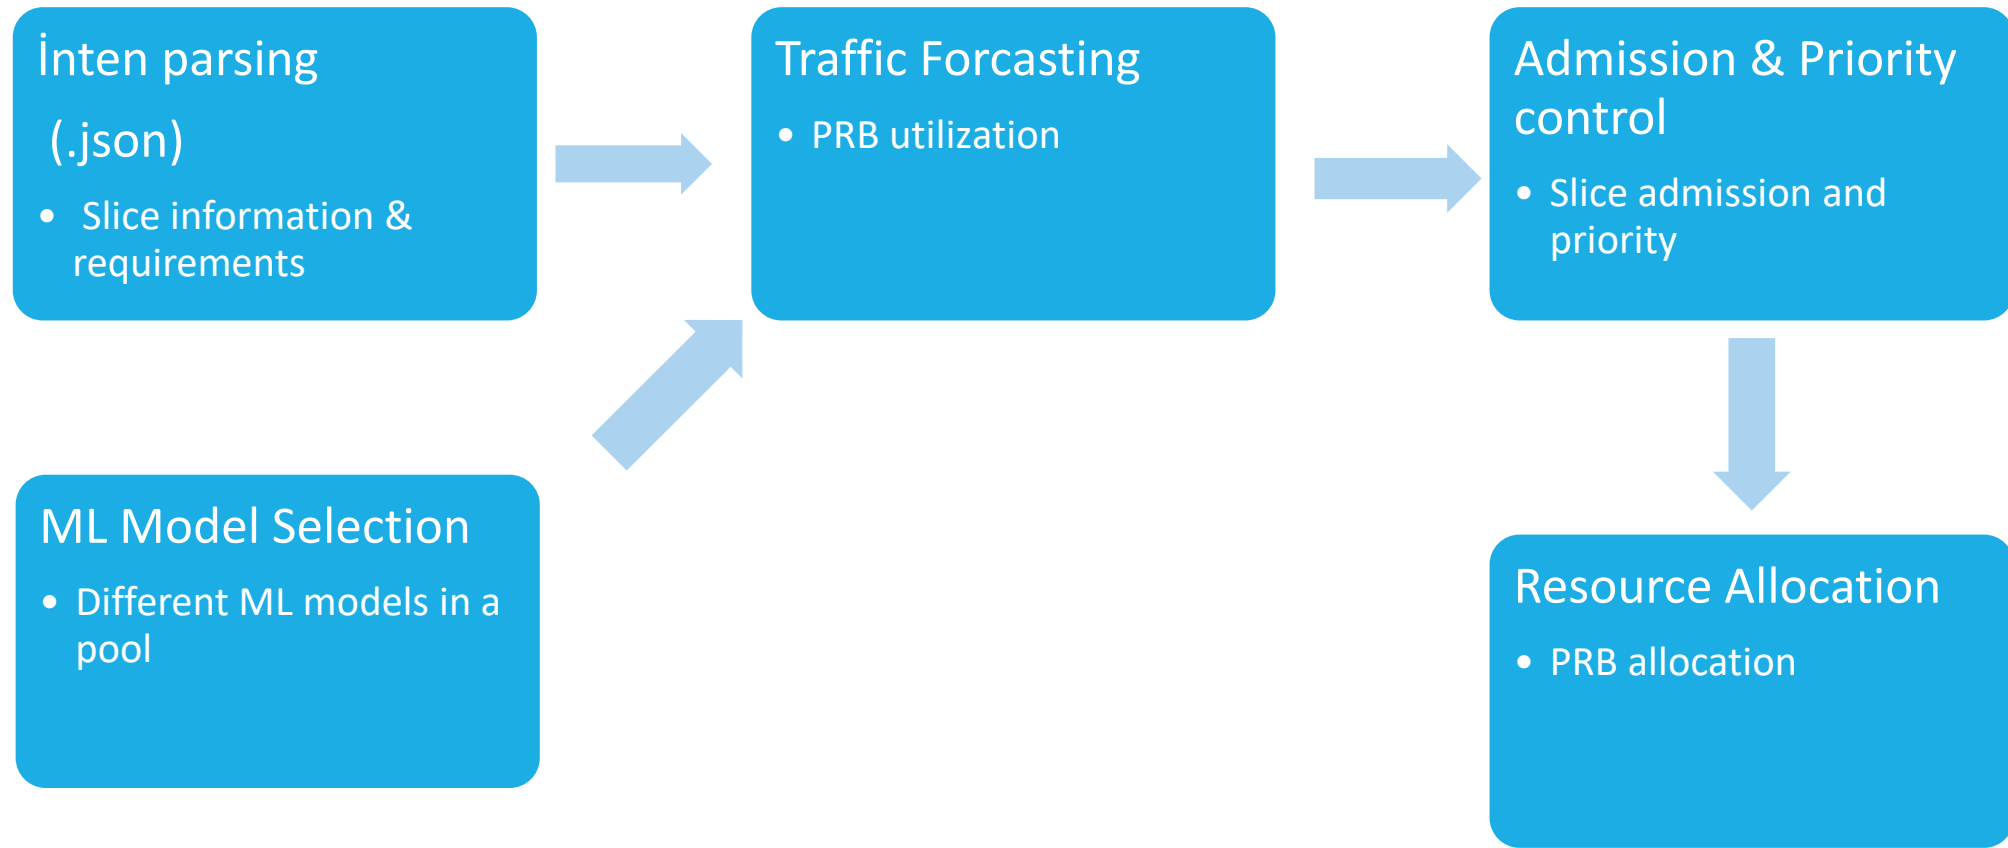 İnten parsing
(.json)
• Slice information &
requirements
Traffic Forcasting
• PRB utilization
Admission & Priority
control
• Slice admission and
priority
ML Model Selection
• Different ML models in a
pool
Resource Allocation
• PRB allocation